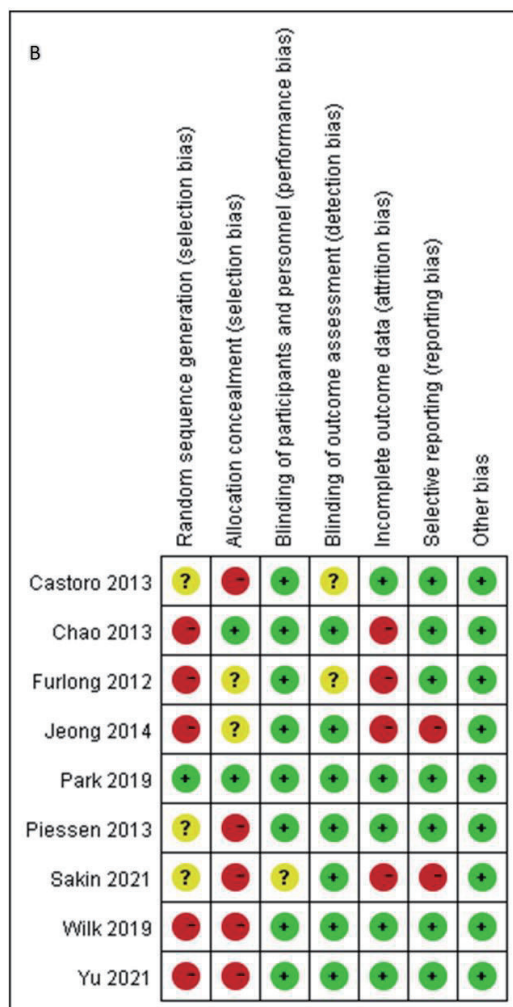 B
Random sequence generation (selection bias)
Allocation concealment (selection bias)
Blinding of participants and personnel (performance bias)
Blinding of outcome assessment (detection bias)
Incomplete outcome data (attrition bias)
Selective reporting (reporting bias)
Other bias
Castoro 2013 ? - + ? + + +
Chao 2013 - + + + - + +
Furlong 2012 - ? + ? - + +
Jeong 2014 - ? + + - - +
Park 2019 + + + + + + +
Piessen 2013 ? - + + + + +
Sakin 2021 ? - ? + - - +
Wilk 2019 - - + + + + +
Yu 2021 - - + + + + +